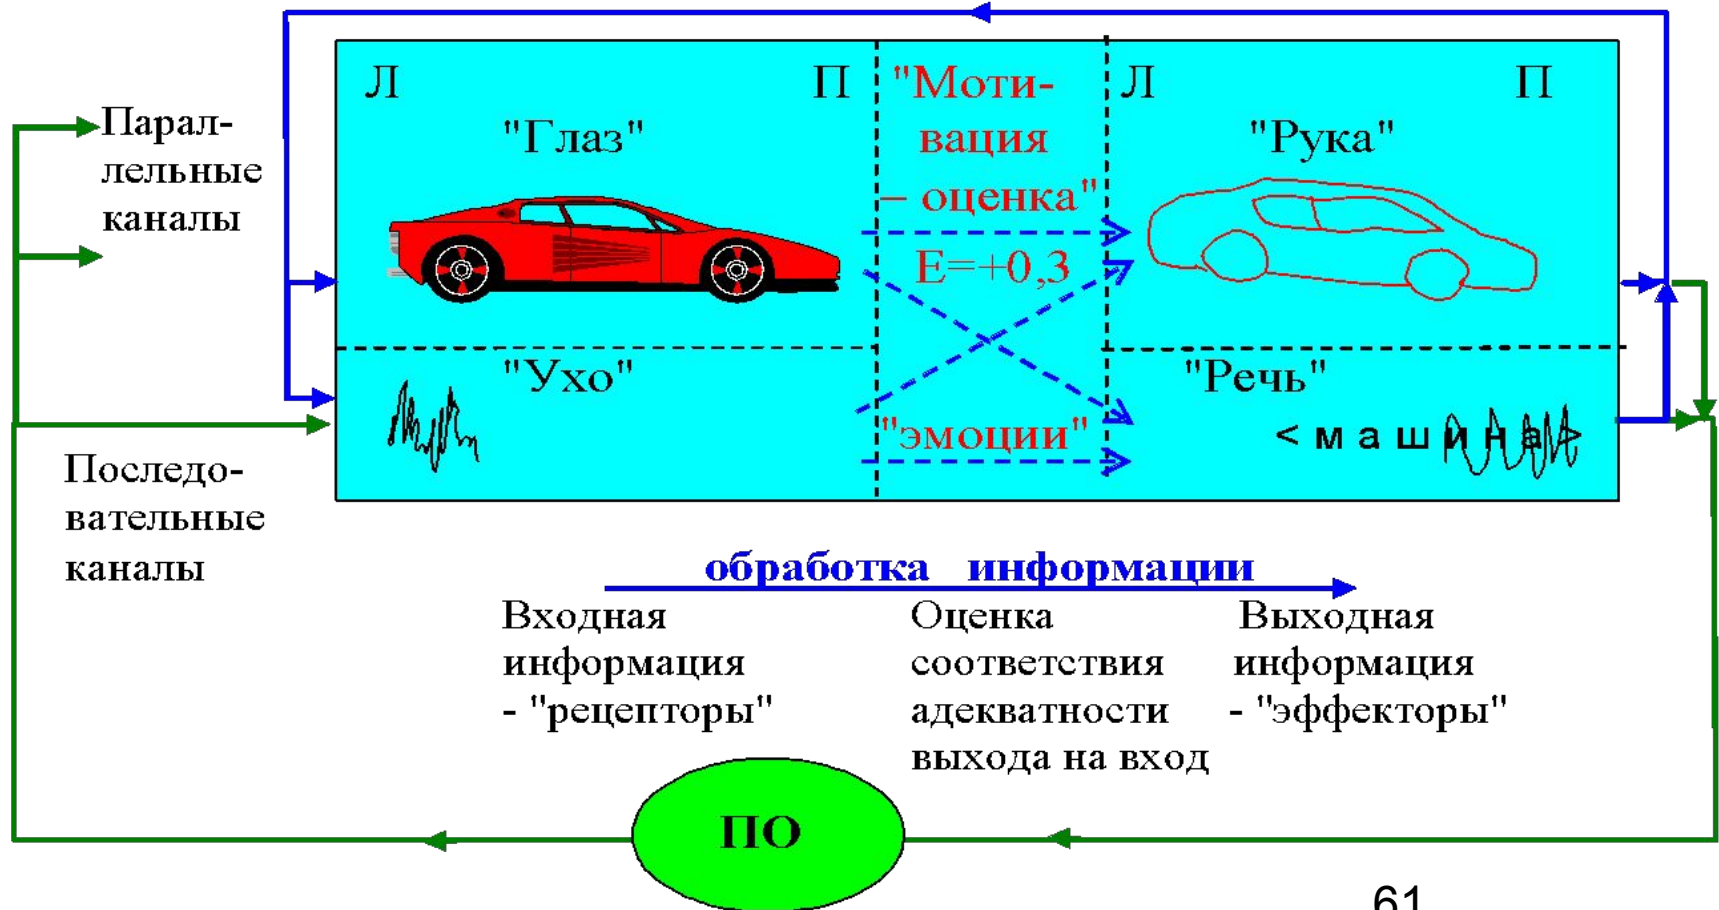 Л П
"Глаз"
"Моти-
вация
– оценка"
E=+0,3
Л П
"Рука"
Парал-
лельные
каналы
"Ухо"
"эмоции"
"Речь"
<машина>
Последо-
вательные
каналы
обработка информации
Входная
информация
- "рецепторы"
Оценка
соответствия
адекватности
выхода на вход
Выходная
информация
- "эффекторы"
ПО
61